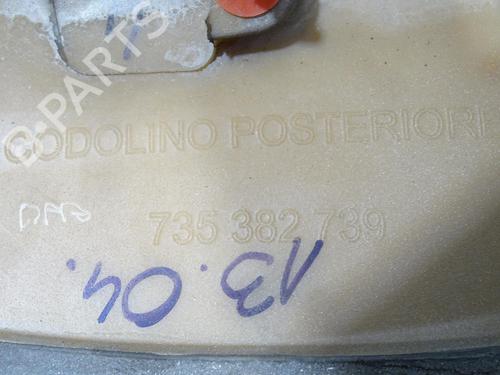 B-PARTS
CODOLINO POSTERIORE
735 382 739
13.04.